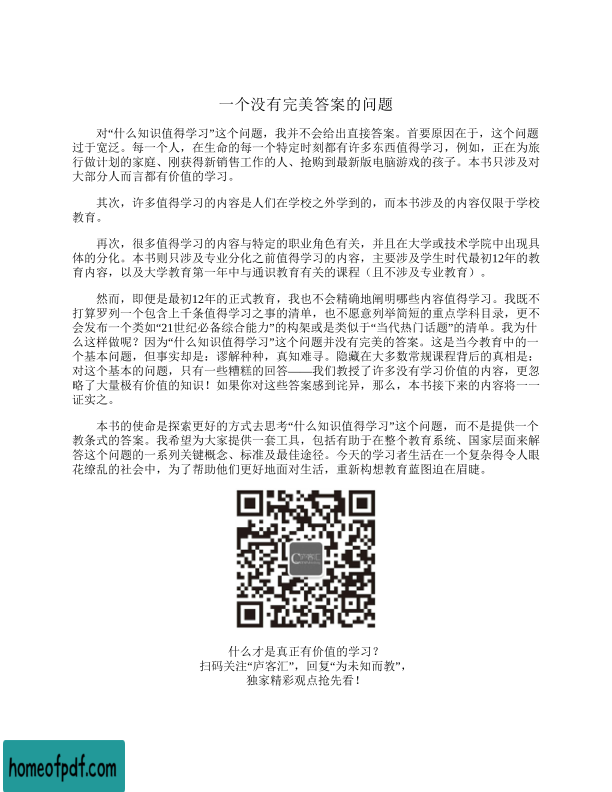 一个没有完美答案的问题
对“什么知识值得学习”这个问题，我并不会给出直接答案。首要原因在于，这个问题
过于宽泛。每一个人，在生命的每一个特定时刻都有许多东西值得学习，例如，正在为旅
行做计划的家庭、刚获得新销售工作的人、抢购到最新版电脑游戏的孩子。本书只涉及对
大部分人而言都有价值的学习。
其次，许多值得学习的内容是人们在学校之外学到的，而本书涉及的内容仅限于学校
教育。
再次，很多值得学习的内容与特定的职业角色有关，并且在大学或技术学院中出现具
体的分化。本书则只涉及专业分化之前值得学习的内容，主要涉及学生时代最初12年的教
育内容，以及大学教育第一年中与通识教育有关的课程（且不涉及专业教育）。
然而，即便是最初12年的正式教育，我也不会精确地阐明哪些内容值得学习。我既不
打算罗列一个包含上千条值得学习之事的清单，也不愿意列举简短的重点学科目录，更不
会发布一个类如“21世纪必备综合能力”的构架或是类似于“当代热门话题”的清单。我为什
么这样做呢？因为“什么知识值得学习”这个问题并没有完美的答案。这是当今教育中的一
个基本问题，但事实却是：谬解种种，真知难寻。隐藏在大多数常规课程背后的真相是：
对这个基本的问题，只有一些糟糕的回答——我们教授了许多没有学习价值的内容，更忽
略了大量极有价值的知识！如果你对这些答案感到诧异，那么，本书接下来的内容将一一
证实之。
本书的使命是探索更好的方式去思考“什么知识值得学习”这个问题，而不是提供一个
教条式的答案。我希望为大家提供一套工具，包括有助于在整个教育系统、国家层面来解
答这个问题的一系列关键概念、标准及最佳途径。今天的学习者生活在一个复杂得令人眼
花缭乱的社会中，为了帮助他们更好地面对生活，重新构想教育蓝图迫在眉睫。
庐客汇
什么才是真正有价值的学习？
扫码关注“庐客汇”，回复“为未知而教”，
独家精彩观点抢先看！
homeofpdf.com